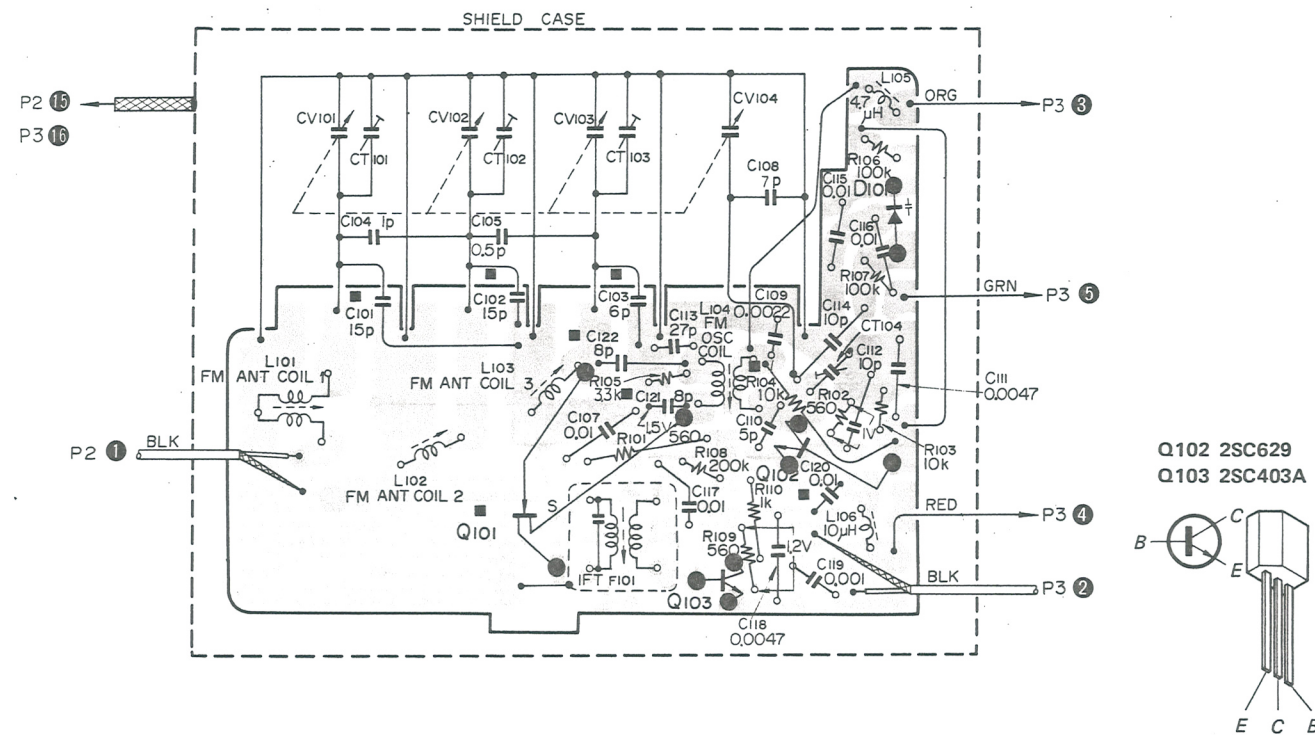 SHIELD CASE
P2 15
P3 16
CV101
CT101
CV102
CT102
CV103
CT103
CV104
C108
7p
C104 1p
C105
0.5p
L105
4.7
μH
ORG
P3 3
R106
100k
C115
0.01
D101
C116
0.01
R107
100k
GRN
P3 5
C101
15p
C102
15p
C103
6p
C113
27p
L104
FM
OSC
COIL
C109
0.0022
C114
10p
CT104
C112
10p
C111
0.0047
L101
FM ANT COIL 1
L103
FM ANT COIL 3
C122
8p
R105
33k
C121
8p
1.5V
C107
0.01
R101
560
R104
10k
R102
560
C110
5p
1V
R103
10k
P2 1
BLK
L102
FM ANT COIL 2
R108
200k
Q102
C120
0.01
C117
0.01
R110
1k
Q101
S
R109
560
1.2V
L106
10μH
RED
P3 4
IFT F101
Q103
C119
0.001
BLK
P3 2
C118
0.0047
Q102 2SC629
Q103 2SC403A
C
B
E
E C B